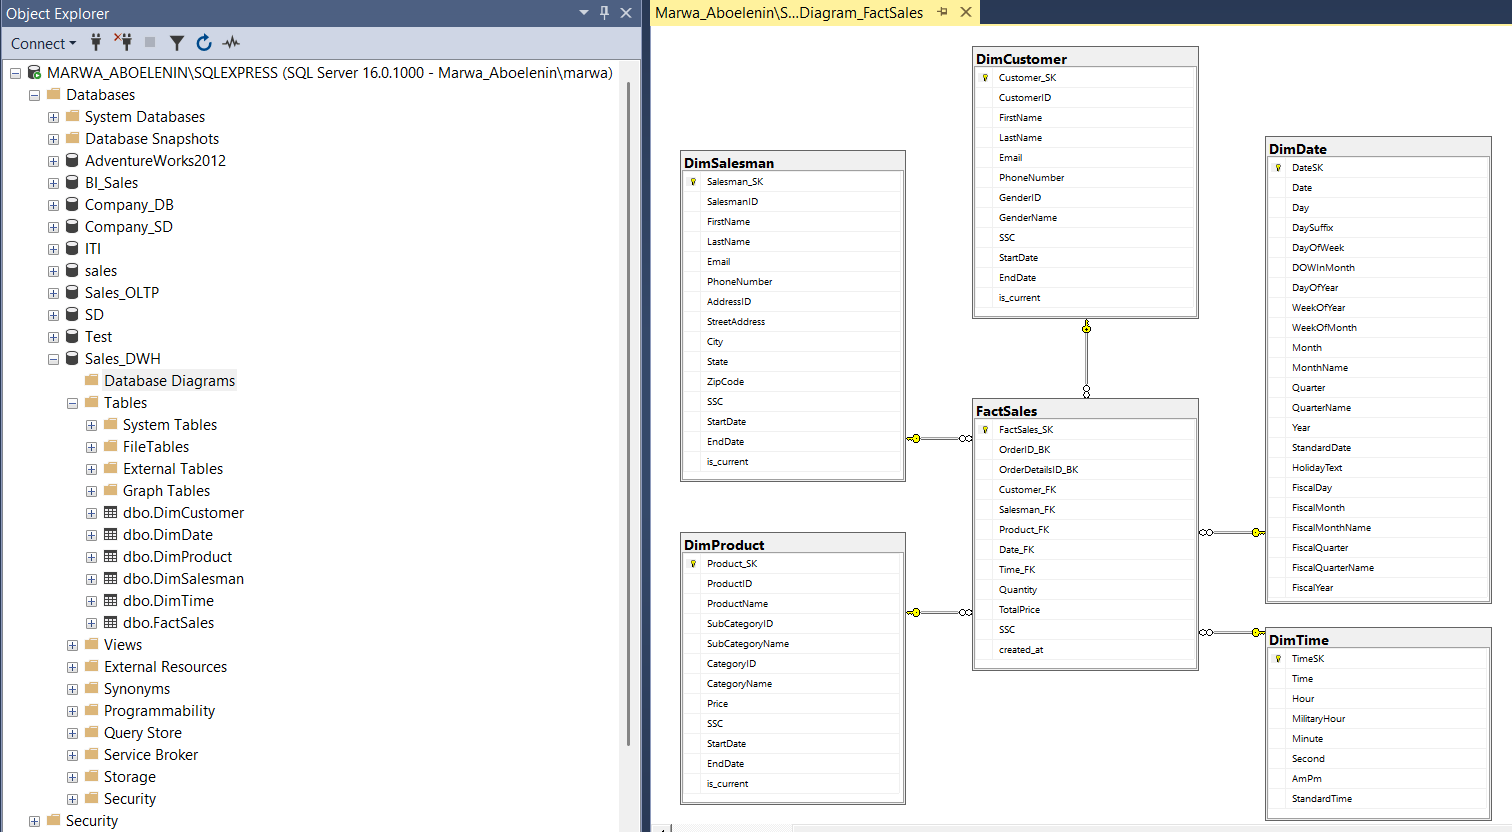 Object Explorer
Connect
MARWA_ABOELENIN\SQLEXPRESS (SQL Server 16.0.1000 - Marwa_Aboelenin\marwa)
Databases
System Databases
Database Snapshots
AdventureWorks2012
BI_Sales
Company_DB
Company_SD
ITI
sales
Sales_OLTP
SD
Test
Sales_DWH
Database Diagrams
Tables
System Tables
FileTables
External Tables
Graph Tables
dbo.DimCustomer
dbo.DimDate
dbo.DimProduct
dbo.DimSalesman
dbo.DimTime
dbo.FactSales
Views
External Resources
Synonyms
Programmability
Query Store
Service Broker
Storage
Security
Security
Marwa_Aboelenin\S...Diagram_FactSales
DimSalesman
Salesman_SK
SalesmanID
FirstName
LastName
Email
PhoneNumber
AddressID
StreetAddress
City
State
ZipCode
SSC
StartDate
EndDate
is_current
DimProduct
Product_SK
ProductID
ProductName
SubCategoryID
SubCategoryName
CategoryID
CategoryName
Price
SSC
StartDate
EndDate
is_current
DimCustomer
Customer_SK
CustomerID
FirstName
LastName
Email
PhoneNumber
GenderID
GenderName
SSC
StartDate
EndDate
is_current
FactSales
FactSales_SK
OrderID_BK
OrderDetailsID_BK
Customer_FK
Salesman_FK
Product_FK
Date_FK
Time_FK
Quantity
TotalPrice
SSC
created_at
DimDate
DateSK
Date
Day
DaySuffix
DayOfWeek
DOWInMonth
DayOfYear
WeekOfYear
WeekOfMonth
Month
MonthName
Quarter
QuarterName
Year
StandardDate
HolidayText
FiscalDay
FiscalMonth
FiscalMonthName
FiscalQuarter
FiscalQuarterName
FiscalYear
DimTime
TimeSK
Time
Hour
MilitaryHour
Minute
Second
AmPm
StandardTime